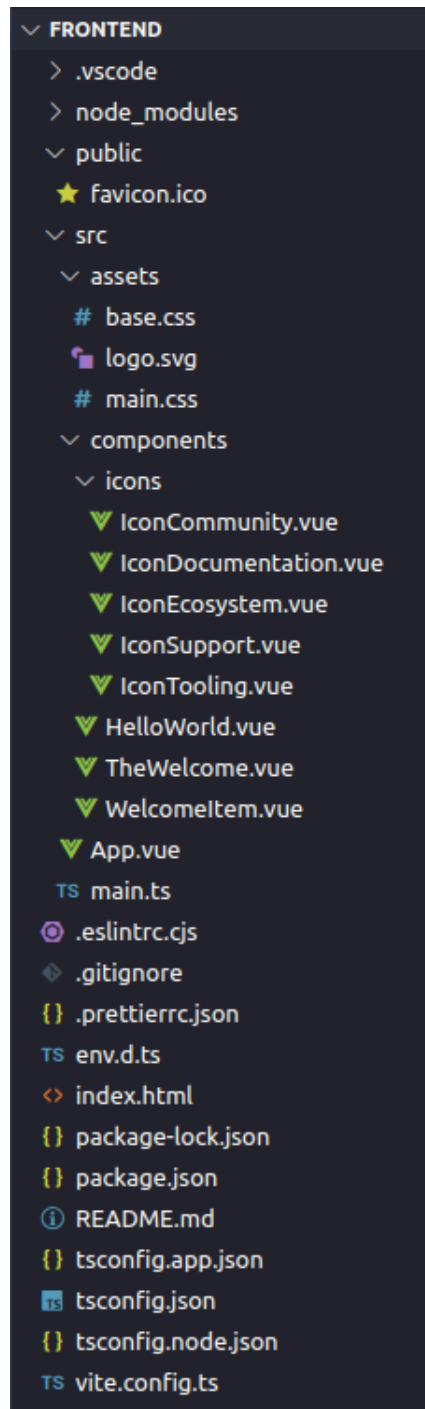 FRONTEND
.vscode
node_modules
public
favicon.ico
src
assets
# base.css
logo.svg
# main.css
components
icons
IconCommunity.vue
IconDocumentation.vue
IconEcosystem.vue
IconSupport.vue
IconTooling.vue
HelloWorld.vue
TheWelcome.vue
WelcomeItem.vue
App.vue
TS main.ts
.eslintrc.cjs
.gitignore
{} .prettierrc.json
TS env.d.ts
<> index.html
{} package-lock.json
{} package.json
README.md
{} tsconfig.app.json
TS tsconfig.json
{} tsconfig.node.json
TS vite.config.ts